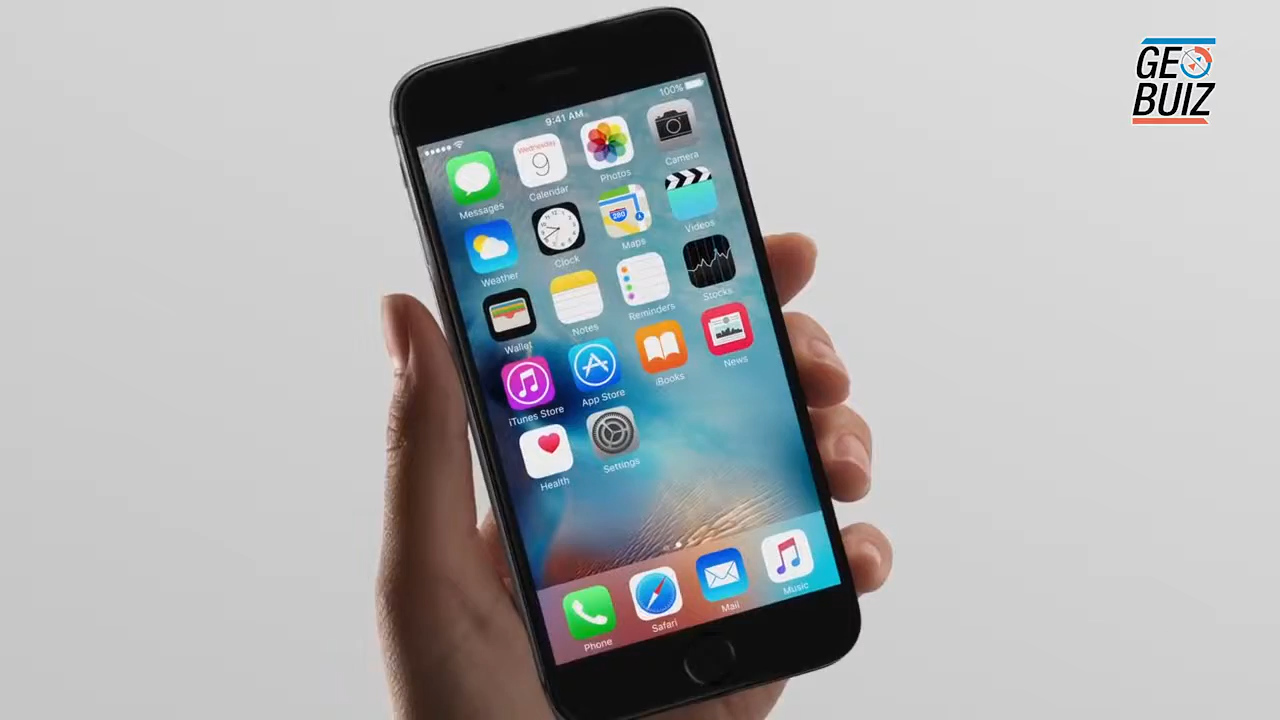 GEO
BUIZ
9:41 AM
100%
Messages
Wednesday
9
Calendar
Photos
Camera
Weather
Clock
280
Maps
Videos
Wallet
Notes
Reminders
Stocks
iTunes Store
App Store
iBooks
News
Health
Settings
Phone
Safari
Mail
Music